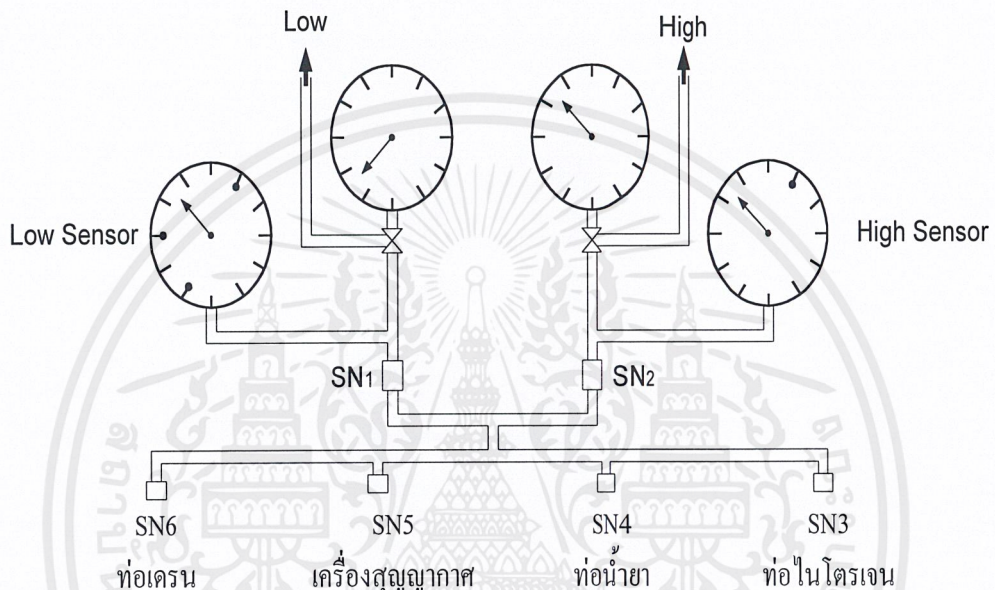 Low
High
Low Sensor
High Sensor
SN1
SN2
SN6
SN5
SN4
SN3
ท่อเดรน
เครื่องสุญญากาศ
ท่อน้ำยา
ท่อไนโตรเจน